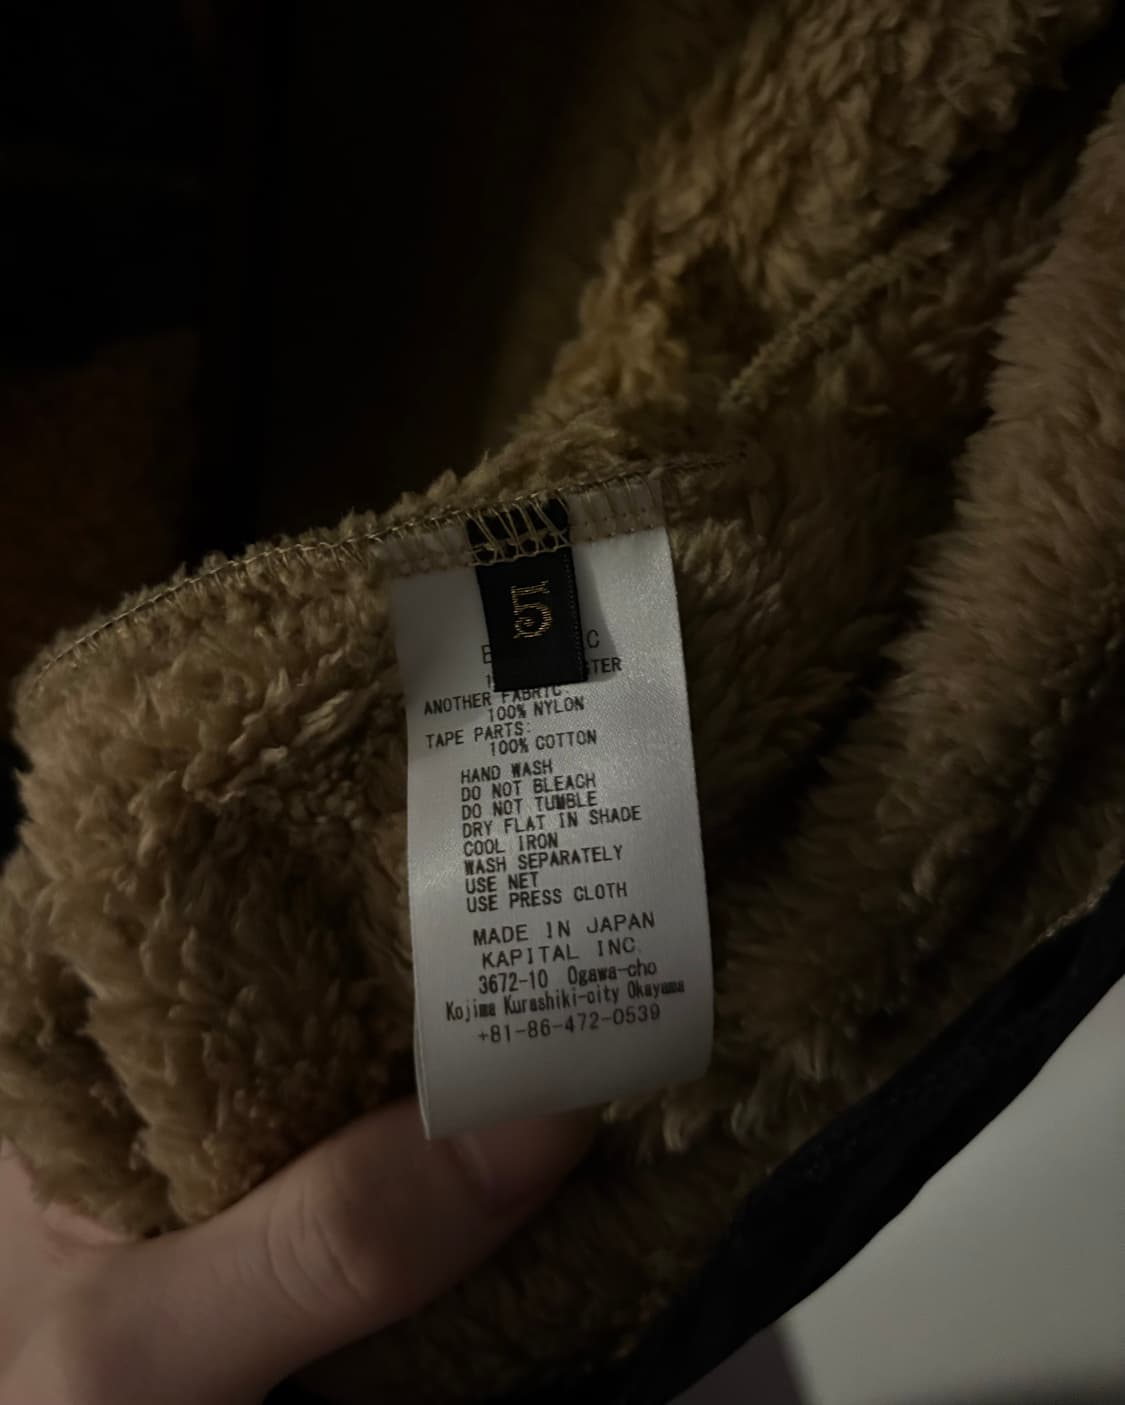 5
ANOTHER FABRIC:
100% NYLON
TAPE PARTS:
100% COTTON
HAND WASH
DO NOT BLEACH
DO NOT TUMBLE
DRY FLAT IN SHADE
COOL IRON
WASH SEPARATELY
USE NET
USE PRESS CLOTH
MADE IN JAPAN
KAPITAL INC.
3672-10 Ogawa-cho
Kojima Kurashiki-city Okayama
+81-86-472-0539